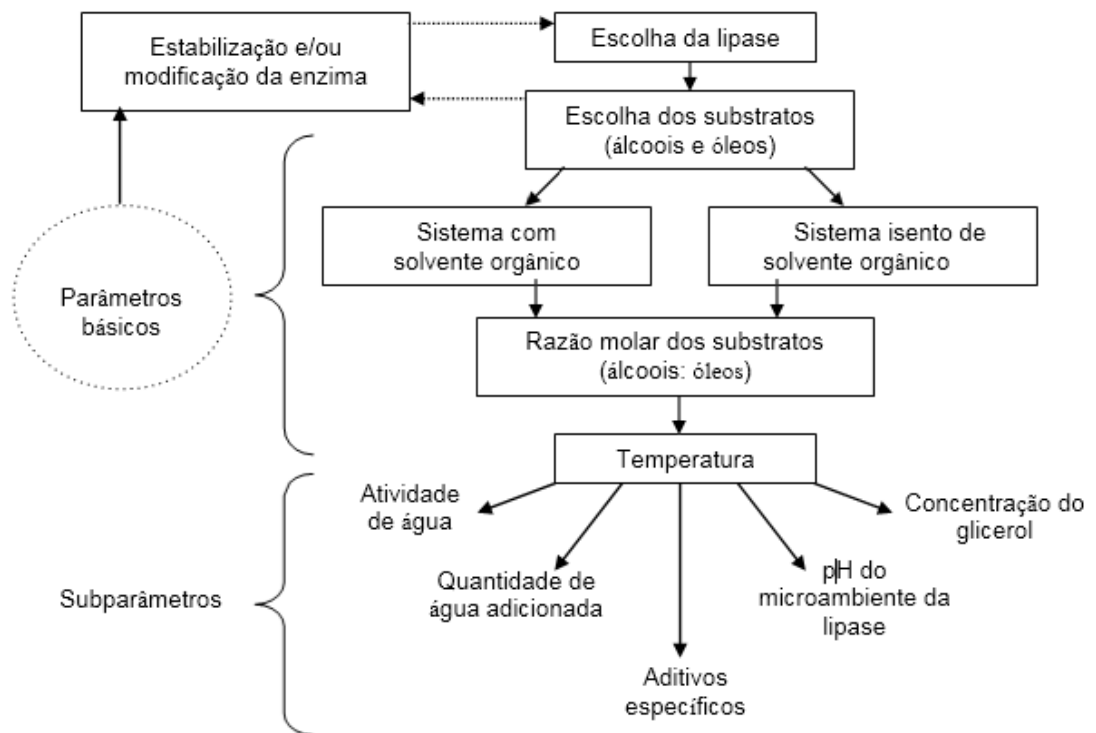 Estabilização e/ou
modificação da enzima
Escolha da lipase
Escolha dos substratos
(álcoois e óleos)
Sistema com
solvente orgânico
Sistema isento de
solvente orgânico
Parâmetros
básicos
Razão molar dos substratos
(álcoois: óleos)
Temperatura
Atividade
de água
Concentração do
glicerol
Quantidade de
água adicionada
pH do
microambiente da
lipase
Subparâmetros
Aditivos
específicos